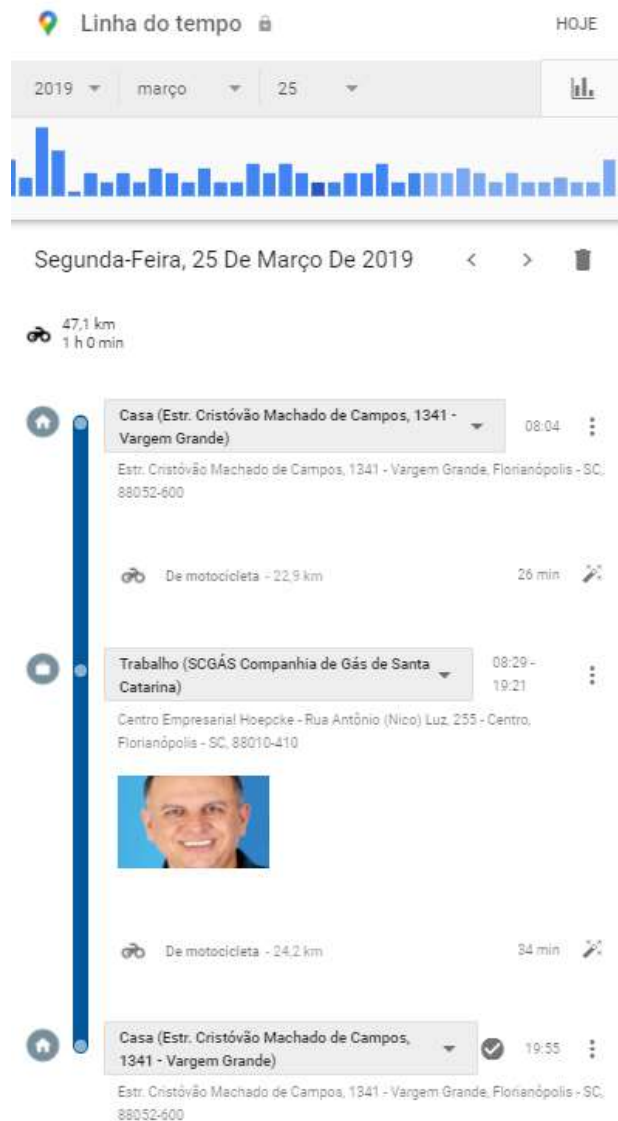 Linha do tempo
HOJE
2019
março
25
Segunda-Feira, 25 De Março De 2019
47,1 km
1 h 0 min
Casa (Estr. Cristóvão Machado de Campos, 1341 -
Vargem Grande)
08:04
Estr. Cristóvão Machado de Campos, 1341 - Vargem Grande, Florianópolis - SC,
88052-600
De motocicleta - 22,9 km
26 min
Trabalho (SCGÁS Companhia de Gás de Santa
Catarina)
08:29 -
19:21
Centro Empresarial Hoepcke - Rua Antônio (Nico) Luz, 255 - Centro,
Florianópolis - SC, 88010-410
De motocicleta - 24,2 km
34 min
Casa (Estr. Cristóvão Machado de Campos,
1341 - Vargem Grande)
19:55
Estr. Cristóvão Machado de Campos, 1341 - Vargem Grande, Florianópolis - SC,
88052-600